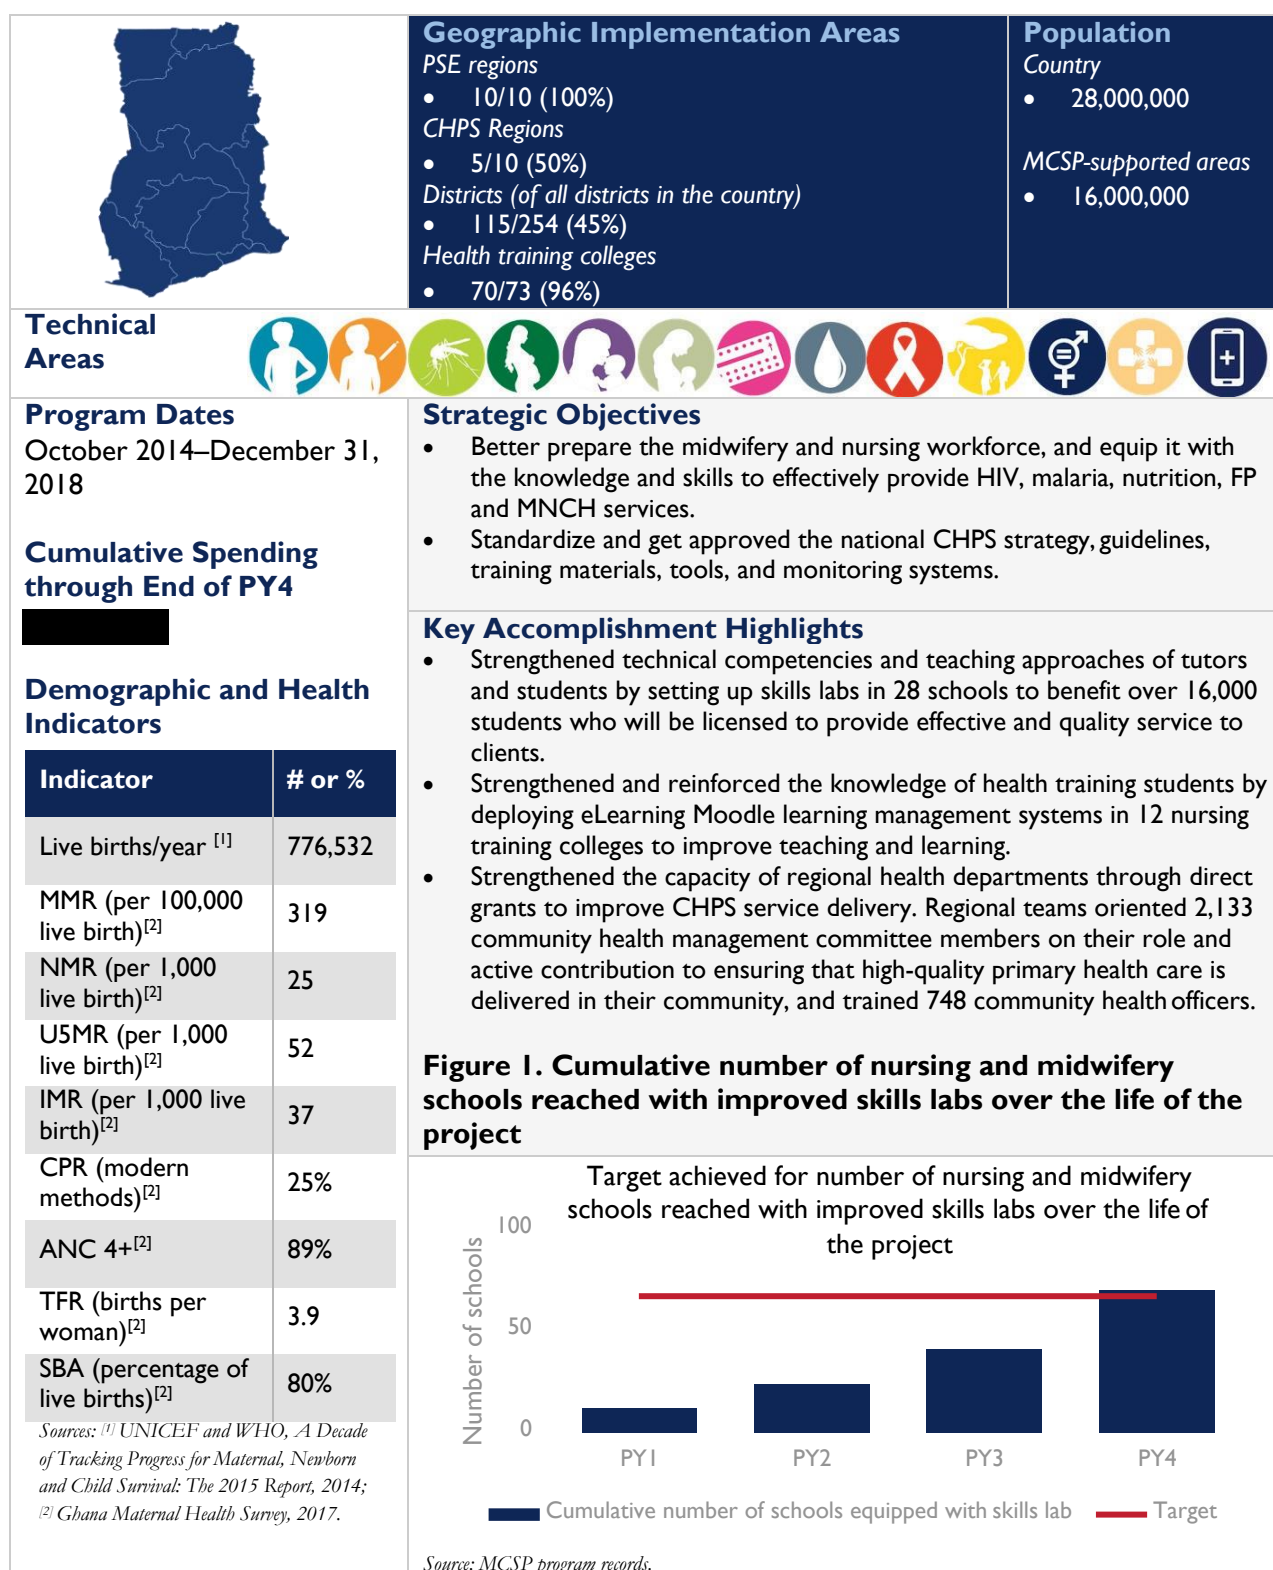 Geographic Implementation Areas
PSE regions
• 10/10 (100%)
CHPS Regions
• 5/10 (50%)
Districts (of all districts in the country)
• 115/254 (45%)
Health training colleges
• 70/73 (96%)
Population
Country
• 28,000,000
MCSP-supported areas
• 16,000,000
Technical
Areas
Program Dates
October 2014–December 31,
2018
Cumulative Spending
through End of PY4
Demographic and Health
Indicators
Indicator # or %
Live births/year [1] 776,532
MMR (per 100,000
live birth)[2] 319
NMR (per 1,000
live birth)[2] 25
U5MR (per 1,000
live birth)[2] 52
IMR (per 1,000 live
birth)[2] 37
CPR (modern
methods)[2] 25%
ANC 4+[2] 89%
TFR (births per
woman)[2] 3.9
SBA (percentage of
live births)[2] 80%
Sources: [1] UNICEF and WHO, A Decade
of Tracking Progress for Maternal, Newborn
and Child Survival: The 2015 Report, 2014;
[2] Ghana Maternal Health Survey, 2017.
Strategic Objectives
• Better prepare the midwifery and nursing workforce, and equip it with
the knowledge and skills to effectively provide HIV, malaria, nutrition, FP
and MNCH services.
• Standardize and get approved the national CHPS strategy, guidelines,
training materials, tools, and monitoring systems.
Key Accomplishment Highlights
• Strengthened technical competencies and teaching approaches of tutors
and students by setting up skills labs in 28 schools to benefit over 16,000
students who will be licensed to provide effective and quality service to
clients.
• Strengthened and reinforced the knowledge of health training students by
deploying eLearning Moodle learning management systems in 12 nursing
training colleges to improve teaching and learning.
• Strengthened the capacity of regional health departments through direct
grants to improve CHPS service delivery. Regional teams oriented 2,133
community health management committee members on their role and
active contribution to ensuring that high-quality primary health care is
delivered in their community, and trained 748 community health officers.
Figure 1. Cumulative number of nursing and midwifery
schools reached with improved skills labs over the life of the
project
Target achieved for number of nursing and midwifery
schools reached with improved skills labs over the life of
the project
Number of schools
100
50
0
PY1 PY2 PY3 PY4
Cumulative number of schools equipped with skills lab Target
Source: MCSP program records.